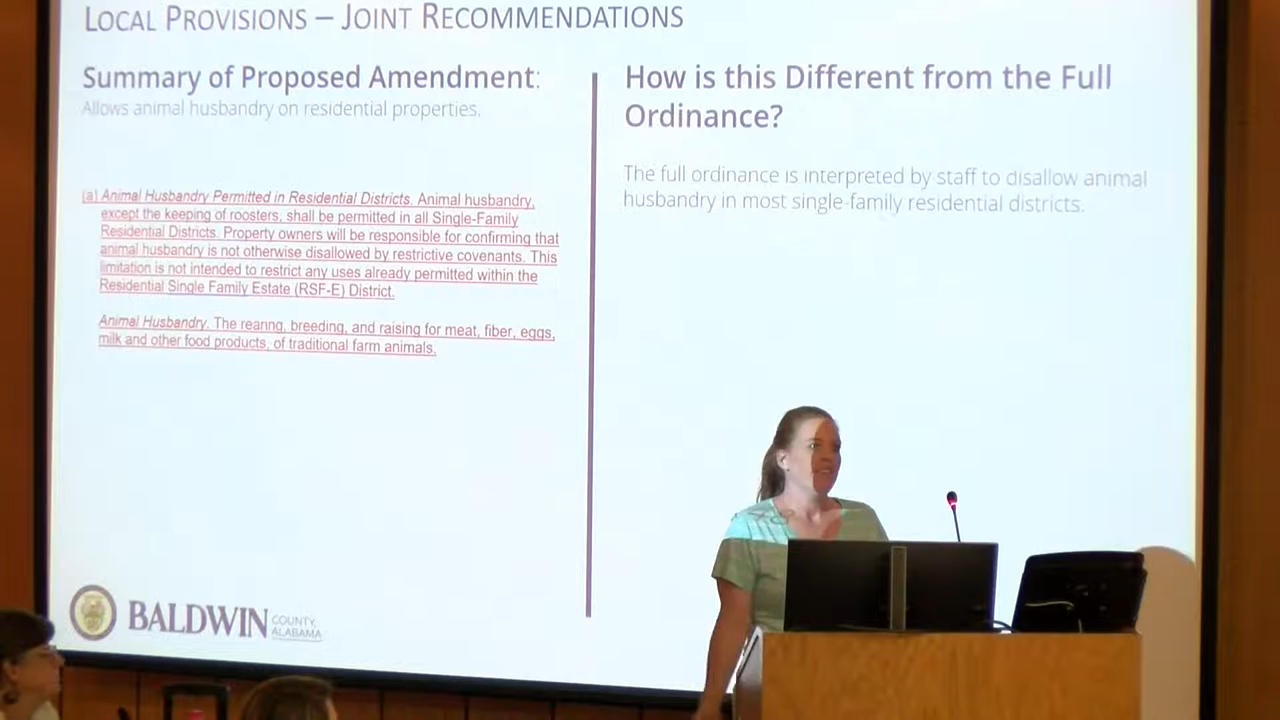 LOCAL PROVISIONS – JOINT RECOMMENDATIONS
Summary of Proposed Amendment:
Allows animal husbandry on residential properties.
(a) Animal Husbandry Permitted in Residential Districts. Animal husbandry,
except the keeping of roosters, shall be permitted in all Single-Family
Residential Districts. Property owners will be responsible for confirming that
animal husbandry is not otherwise disallowed by restrictive covenants. This
limitation is not intended to restrict any uses already permitted within the
Residential Single Family Estate (RSF-E) District.
Animal Husbandry. The rearing, breeding, and raising for meat, fiber, eggs,
milk and other food products, of traditional farm animals.
How is this Different from the Full
Ordinance?
The full ordinance is interpreted by staff to disallow animal
husbandry in most single-family residential districts.
BALDWIN
COUNTY,
ALABAMA